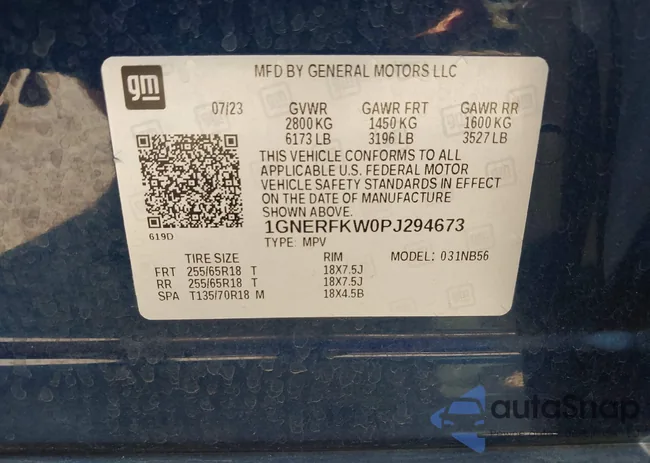 gm
MFD BY GENERAL MOTORS LLC
07/23 GVWR GAWR FRT GAWR RR
2800 KG 1450 KG 1600 KG
6173 LB 3196 LB 3527 LB
THIS VEHICLE CONFORMS TO ALL
APPLICABLE U.S. FEDERAL MOTOR
VEHICLE SAFETY STANDARDS IN EFFECT
ON THE DATE OF MANUFACTURE
SHOWN ABOVE.
1GNERFKW0PJ294673
619D TYPE: MPV
TIRE SIZE RIM MODEL: 031NB56
FRT 255/65R18 T 18X7.5J
RR 255/65R18 T 18X7.5J
SPA T135/70R18 M 18X4.5B
autoSnap